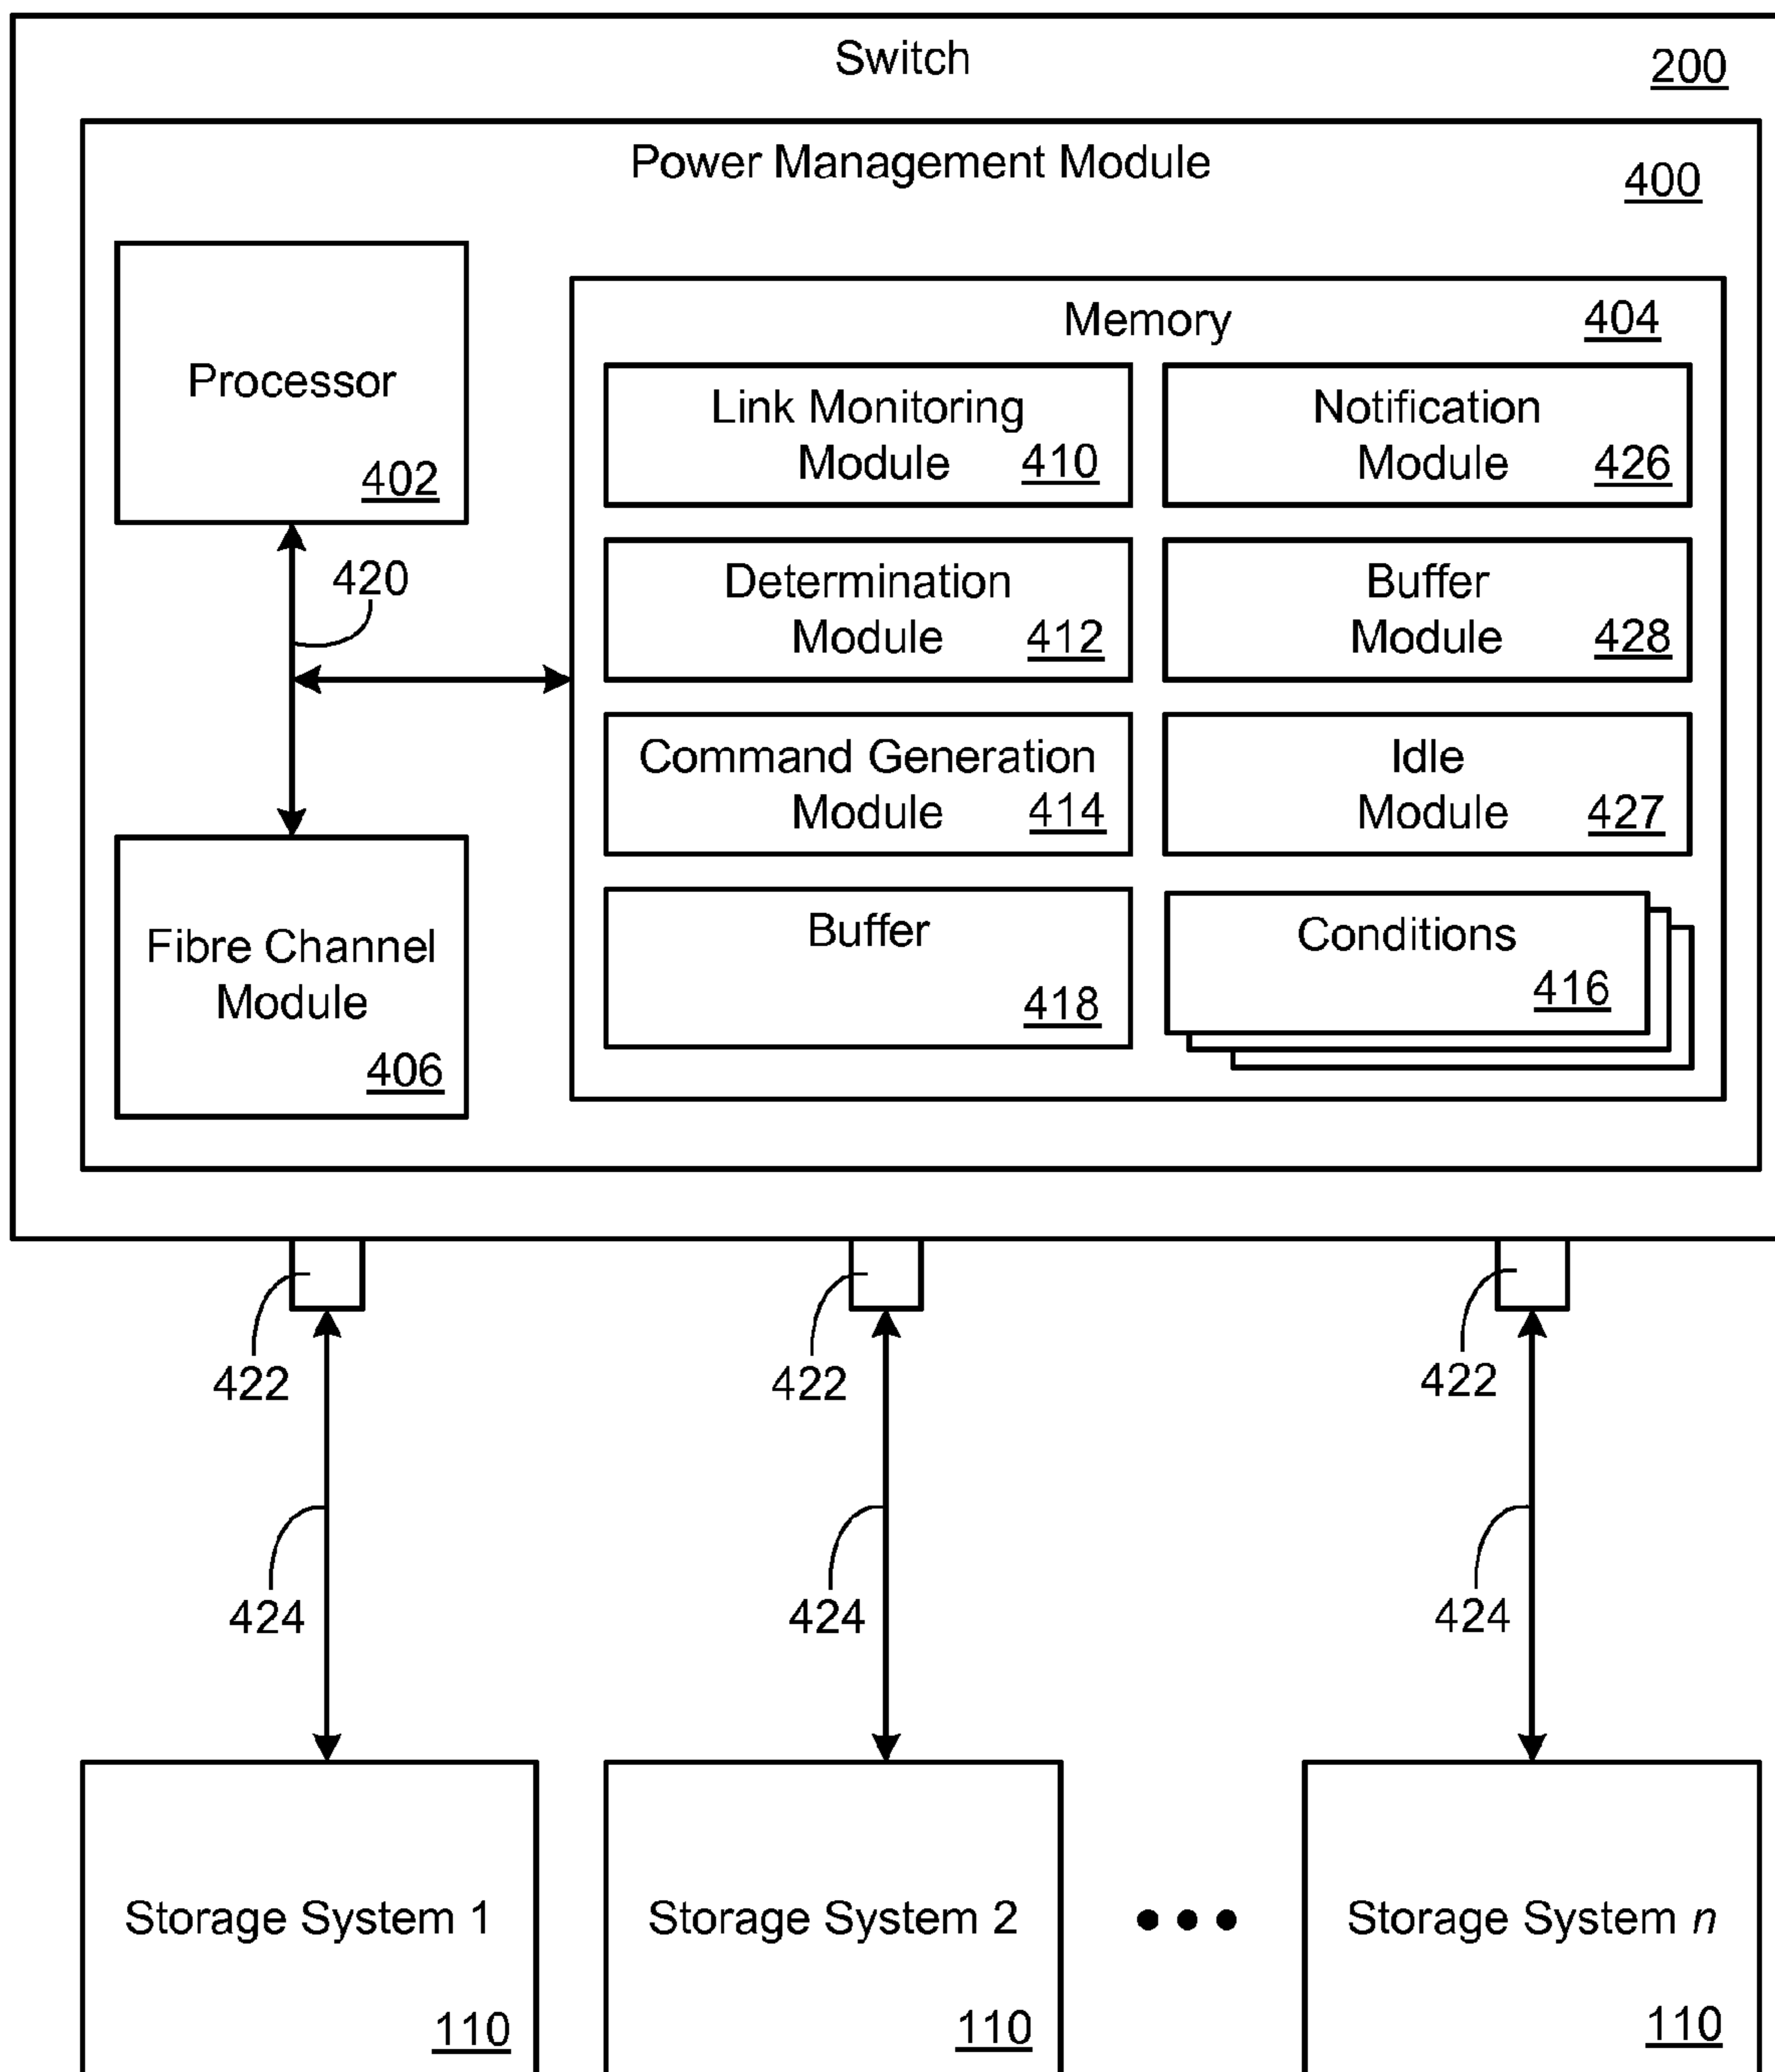 Switch
200
Power Management Module
400
Processor
402
420
Fibre Channel
Module
406
Memory
404
Link Monitoring
Module 410
Notification
Module 426
Determination
Module 412
Buffer
Module 428
Command Generation
Module 414
Idle
Module 427
Buffer
418
Conditions
416
422
422
422
424
424
424
Storage System 1
110
Storage System 2
110
Storage System n
110